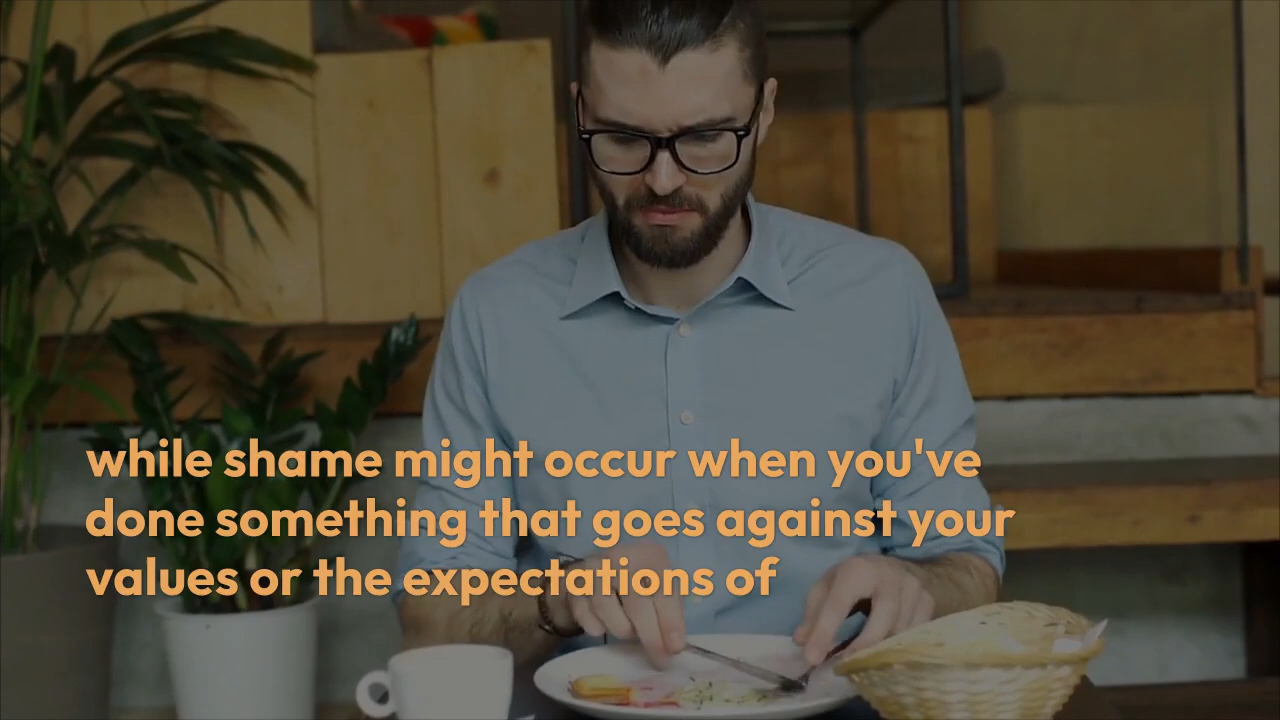 while shame might occur when you've
done something that goes against your
values or the expectations of